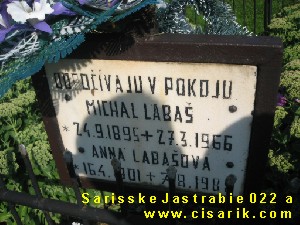 ODPOČÍVAJÚ V POKOJU
MICHAL LABAŠ
* 24.9.1895 + 27.3.1966
ANNA LABAŠOVÁ
Sarisske Jastrabie 022 a
www.cisarik.com